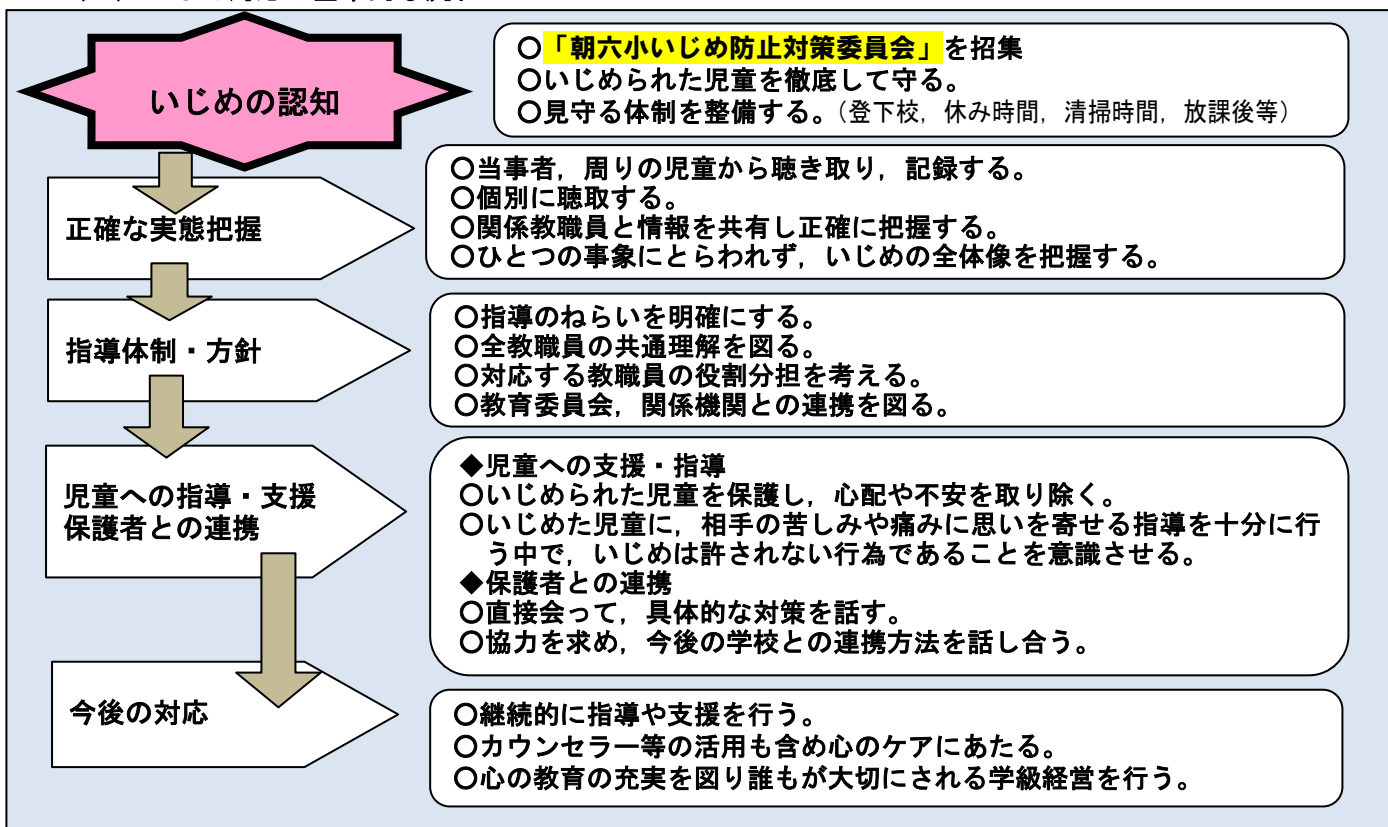 いじめの認知
○「朝六小いじめ防止対策委員会」を招集
○いじめられた児童を徹底して守る。
○見守る体制を整備する。（登下校，休み時間，清掃時間，放課後等）
正確な実態把握
○当事者，周りの児童から聴き取り，記録する。
○個別に聴取する。
○関係教職員と情報を共有し正確に把握する。
○ひとつの事象にとらわれず，いじめの全体像を把握する。
指導体制・方針
○指導のねらいを明確にする。
○全教職員の共通理解を図る。
○対応する教職員の役割分担を考える。
○教育委員会，関係機関との連携を図る。
児童への指導・支援
保護者との連携
◆児童への支援・指導
○いじめられた児童を保護し，心配や不安を取り除く。
○いじめた児童に，相手の苦しみや痛みに思いを寄せる指導を十分に行
う中で，いじめは許されない行為であることを意識させる。
◆保護者との連携
○直接会って，具体的な対策を話す。
○協力を求め，今後の学校との連携方法を話し合う。
今後の対応
○継続的に指導や支援を行う。
○カウンセラー等の活用も含め心のケアにあたる。
○心の教育の充実を図り誰もが大切にされる学級経営を行う。